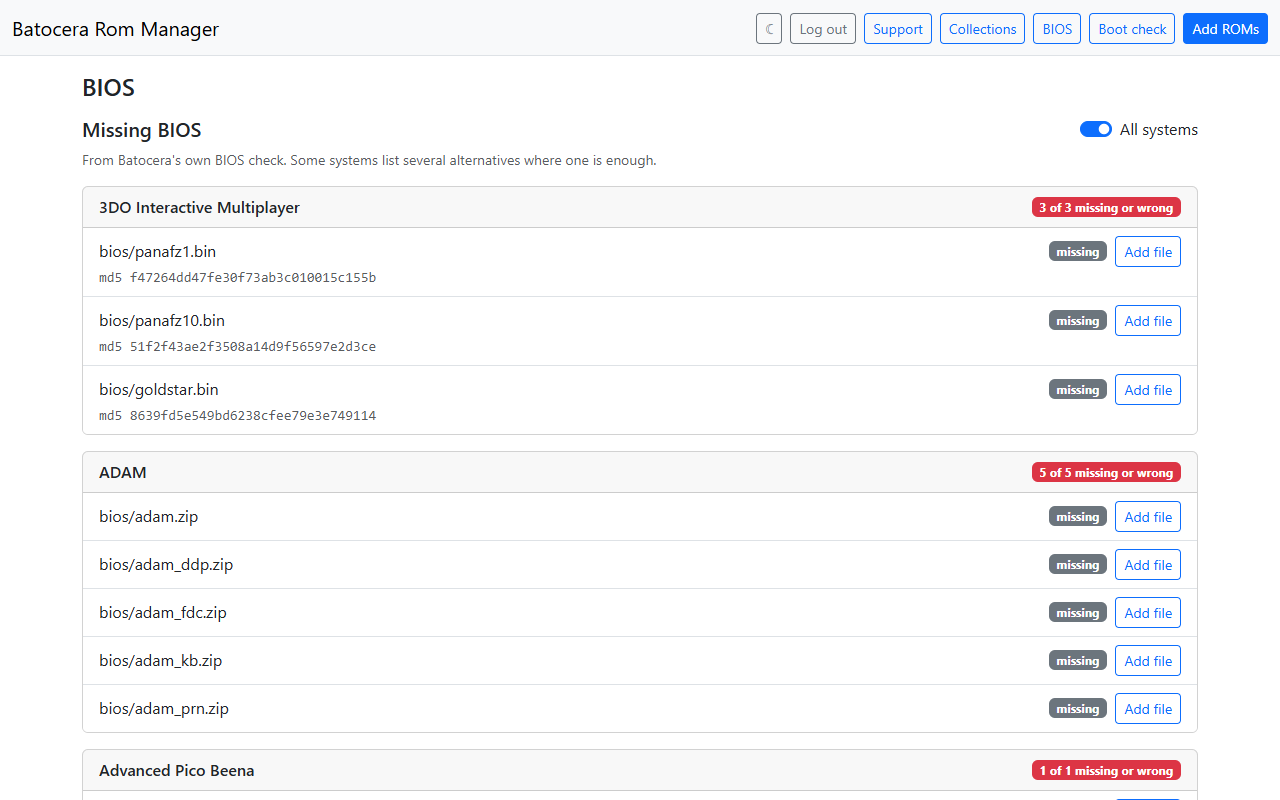 Batocera Rom Manager
☾ Log out Support Collections BIOS Boot check Add ROMs
BIOS
Missing BIOS All systems
From Batocera's own BIOS check. Some systems list several alternatives where one is enough.
3DO Interactive Multiplayer 3 of 3 missing or wrong
bios/panafz1.bin missing Add file
md5 f47264dd47fe30f73ab3c010015c155b
bios/panafz10.bin missing Add file
md5 51f2f43ae2f3508a14d9f56597e2d3ce
bios/goldstar.bin missing Add file
md5 8639fd5e549bd6238cfee79e3e749114
ADAM 5 of 5 missing or wrong
bios/adam.zip missing Add file
bios/adam_ddp.zip missing Add file
bios/adam_fdc.zip missing Add file
bios/adam_kb.zip missing Add file
bios/adam_prn.zip missing Add file
Advanced Pico Beena 1 of 1 missing or wrong